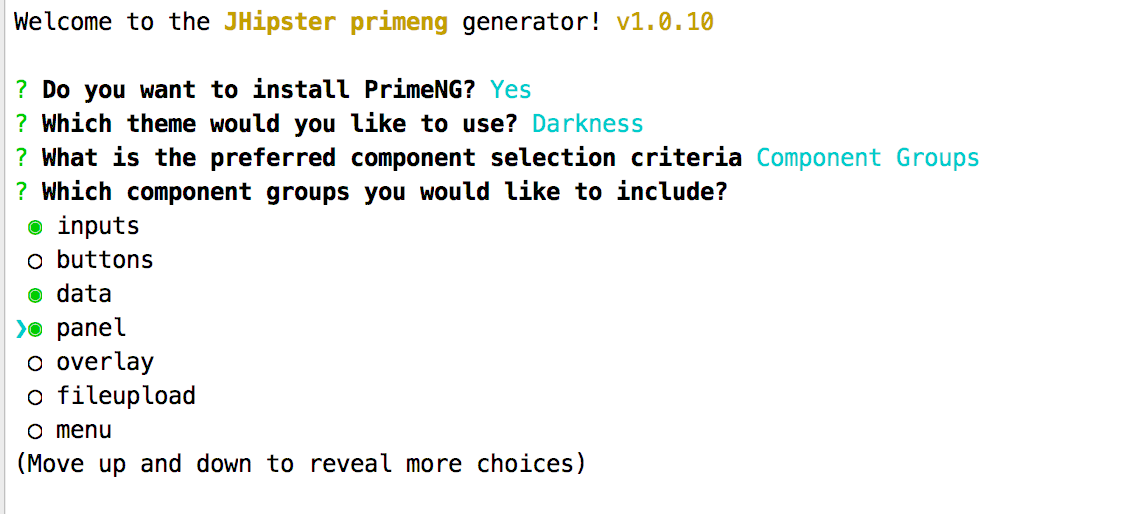 Welcome to the JHipster primeng generator! v1.0.10
? Do you want to install PrimeNG? Yes
? Which theme would you like to use? Darkness
? What is the preferred component selection criteria Component Groups
? Which component groups you would like to include?
◉ inputs
◯ buttons
◉ data
❯◉ panel
◯ overlay
◯ fileupload
◯ menu
(Move up and down to reveal more choices)